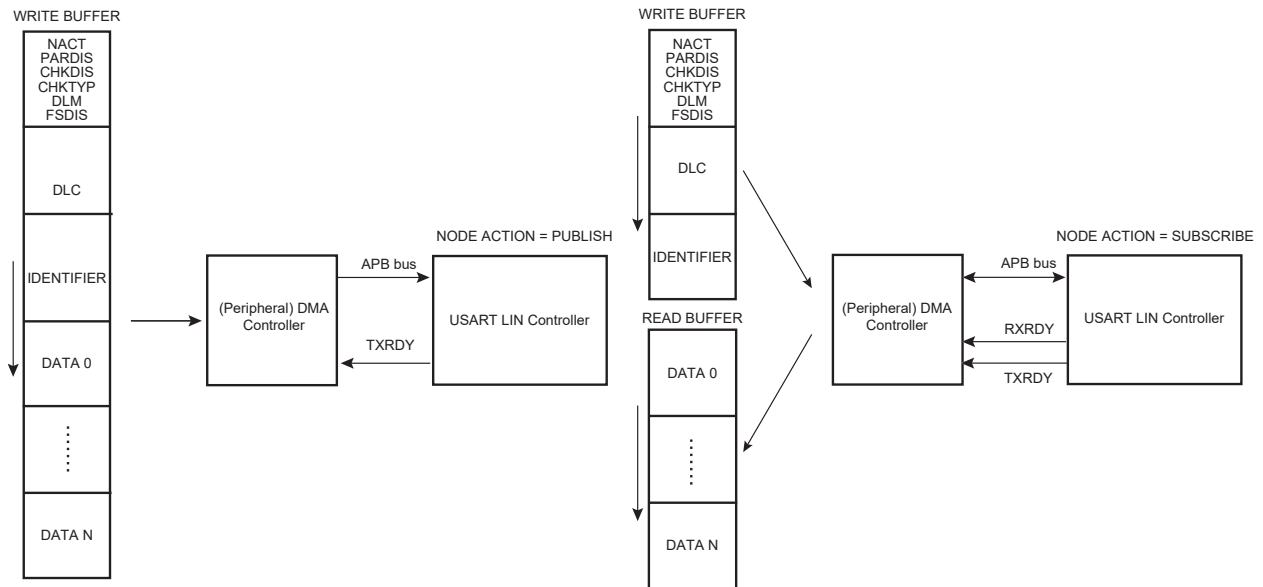 WRITE BUFFER
NACT
PARDIS
CHKDIS
CHKTYP
DLM
FSDIS
DLC
IDENTIFIER
DATA 0
DATA N
(Peripheral) DMA
Controller
APB bus
TXRDY
NODE ACTION = PUBLISH
USART LIN Controller
WRITE BUFFER
NACT
PARDIS
CHKDIS
CHKTYP
DLM
FSDIS
DLC
IDENTIFIER
READ BUFFER
DATA 0
DATA N
(Peripheral) DMA
Controller
APB bus
RXRDY
TXRDY
NODE ACTION = SUBSCRIBE
USART LIN Controller